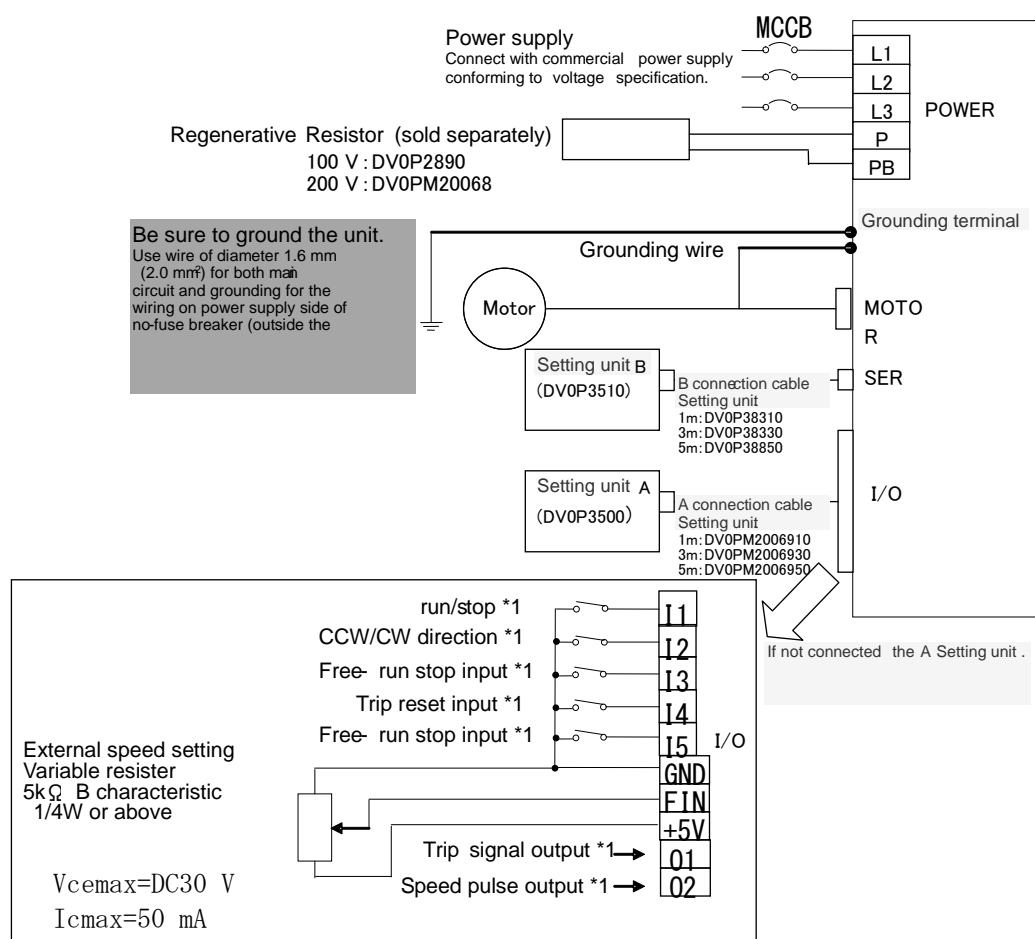 MCCB
Power supply
Connect with commercial power supply
conforming to voltage specification.
L1
L2
L3
P
PB
POWER
Regenerative Resistor (sold separately)
100 V : DV0P2890
200 V : DV0PM20068
Be sure to ground the unit.
Use wire of diameter 1.6 mm
(2.0 mm²) for both main
circuit and grounding for the
wiring on power supply side of
no-fuse breaker (outside the
Grounding terminal
Grounding wire
Motor
MOTO
R
Setting unit B
(DV0P3510)
B connection cable
Setting unit
1m:DV0P38310
3m:DV0P38330
5m:DV0P38850
SER
Setting unit A
(DV0P3500)
A connection cable
Setting unit
1m:DV0PM2006910
3m:DV0PM2006930
5m:DV0PM2006950
I/O
If not connected the A Setting unit .
run/stop *1
CCW/CW direction *1
Free- run stop input *1
Trip reset input *1
Free- run stop input *1
I1
I2
I3
I4
I5
GND
FIN
+5V
O1
O2
I/O
External speed setting
Variable resister
5kΩ B characteristic
1/4W or above
Trip signal output *1
Speed pulse output *1
Vcemax=DC30 V
Icmax=50 mA